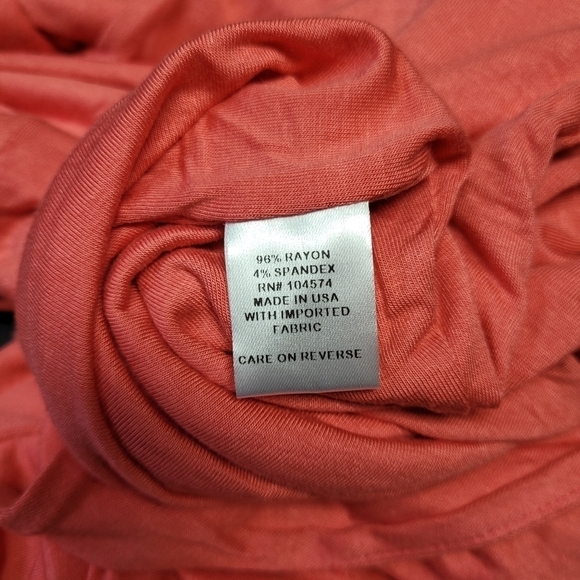 96% RAYON
4% SPANDEX
RN# 104574
MADE IN USA
WITH IMPORTED
FABRIC
CARE ON REVERSE